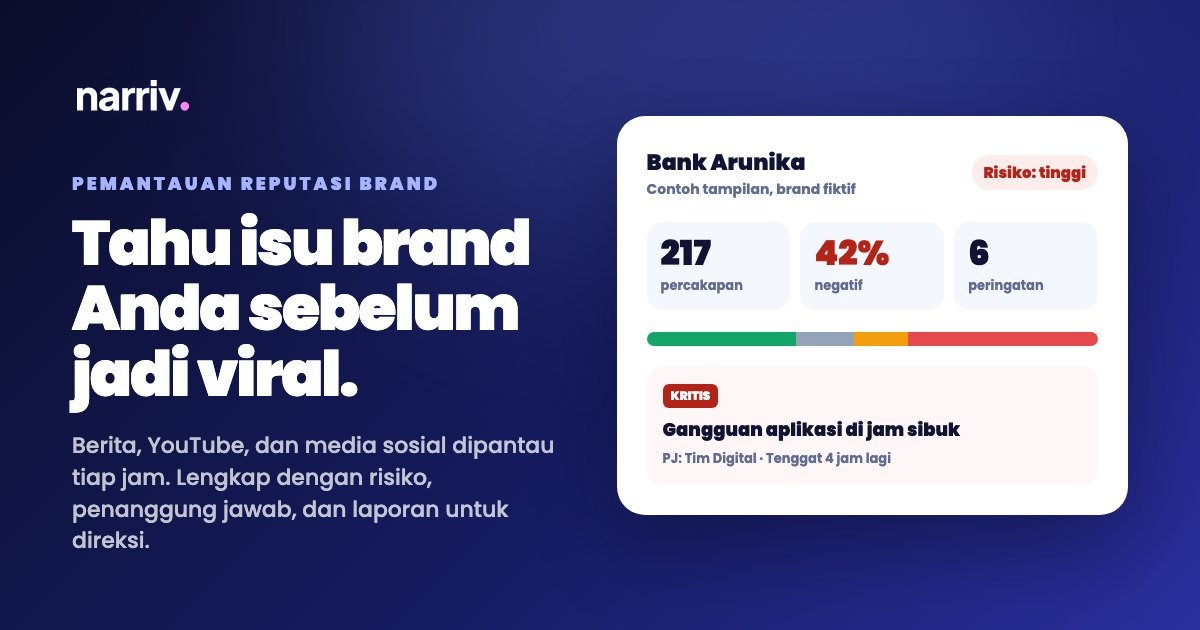 narriv.
PEMANTAUAN REPUTASI BRAND
Tahu isu brand
Anda sebelum
jadi viral.
Berita, YouTube, dan media sosial dipantau
tiap jam. Lengkap dengan risiko,
penanggung jawab, dan laporan untuk
direksi.
Bank Arunika
Contoh tampilan, brand fiktif
Risiko: tinggi
217
percakapan
42%
negatif
6
peringatan
KRITIS
Gangguan aplikasi di jam sibuk
PJ: Tim Digital · Tenggat 4 jam lagi